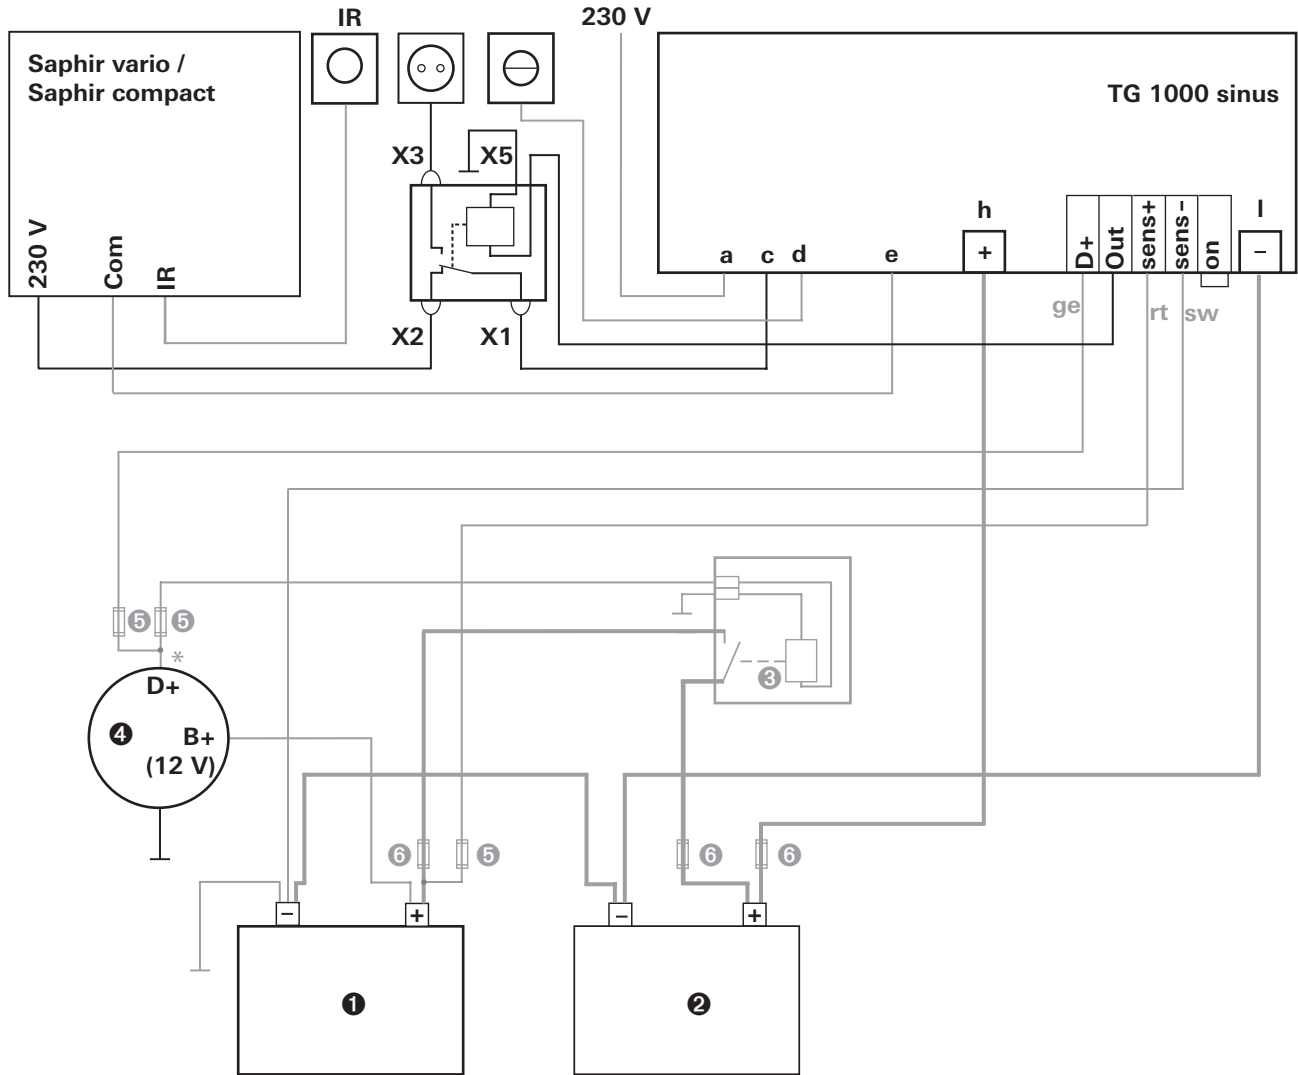 IR
230 V
Saphir vario /
Saphir compact
TG 1000 sinus
X3
X5
230 V
Com
IR
X2
X1
a
c
d
e
h
+
D+
Out
sens+
sens-
on
l
–
ge
rt
sw
5
5
*
D+
4
B+
(12 V)
3
6
5
6
6
–
+
–
+
1
2